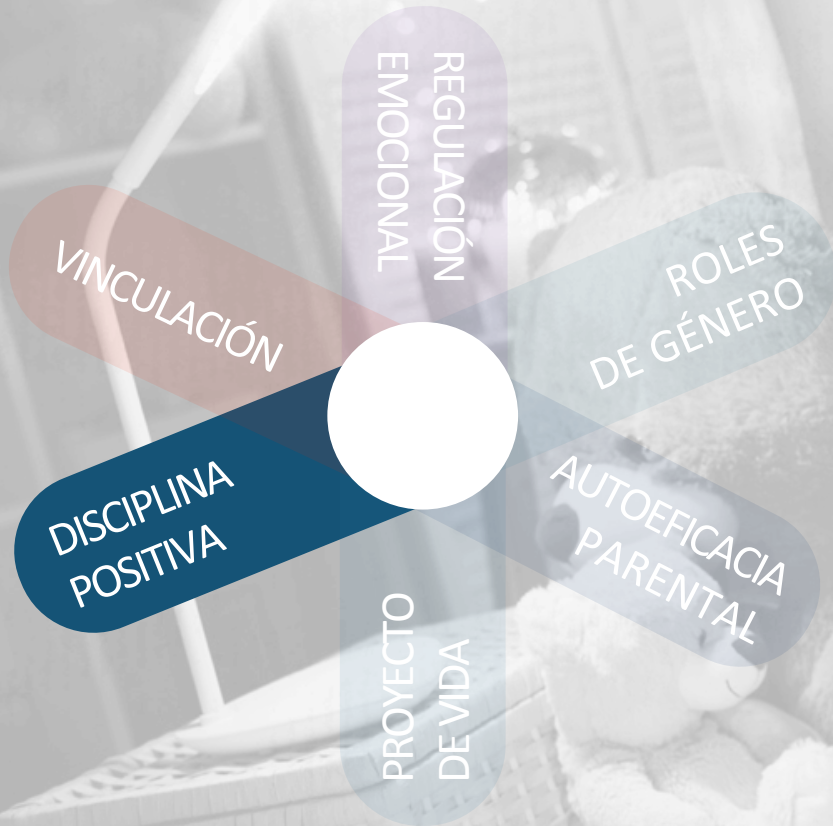 REGULACIÓN
EMOCIONAL
ROLES
DE GÉNERO
VINCULACIÓN
AUTOEFICACIA
PARENTAL
DISCIPLINA
POSITIVA
PROYECTO
DE VIDA